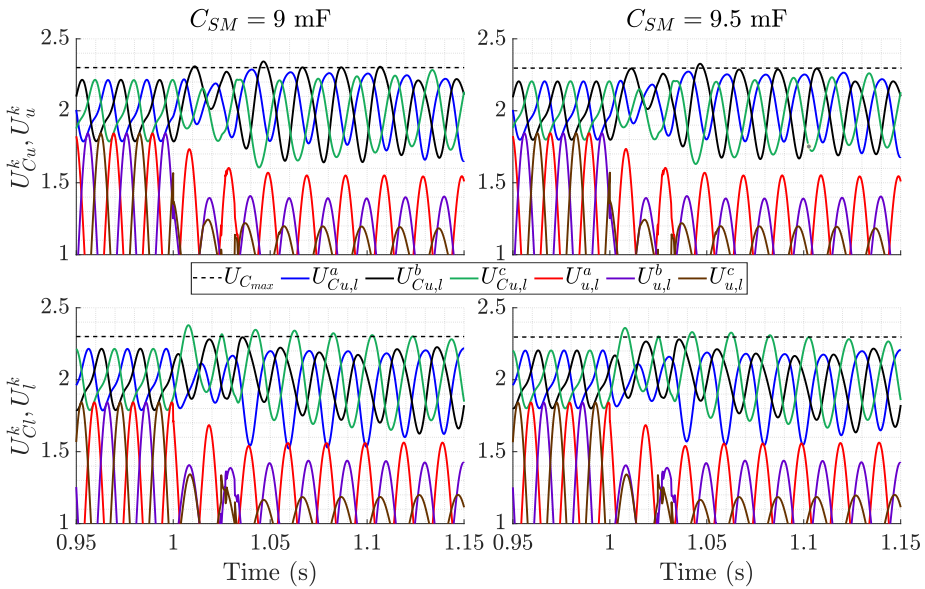 C_{SM} = 9 mF
C_{SM} = 9.5 mF
2.5
2
1.5
1
U^k_{Cu}, U^k_u
2.5
2
1.5
1
U_{C_{max}} U^a_{Cu,l} U^b_{Cu,l} U^c_{Cu,l} U^a_{u,l} U^b_{u,l} U^c_{u,l}
2.5
2
1.5
1
U^k_{Cl}, U^k_l
0.95 1 1.05 1.1 1.15
Time (s)
2.5
2
1.5
1
0.95 1 1.05 1.1 1.15
Time (s)